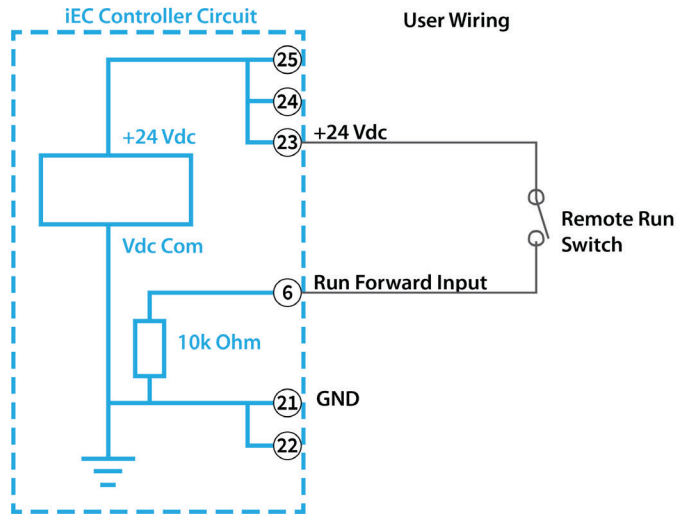 iEC Controller Circuit
User Wiring
25
24
+24 Vdc
23
+24 Vdc
Vdc Com
Remote Run
Switch
6
Run Forward Input
10k Ohm
21
GND
22